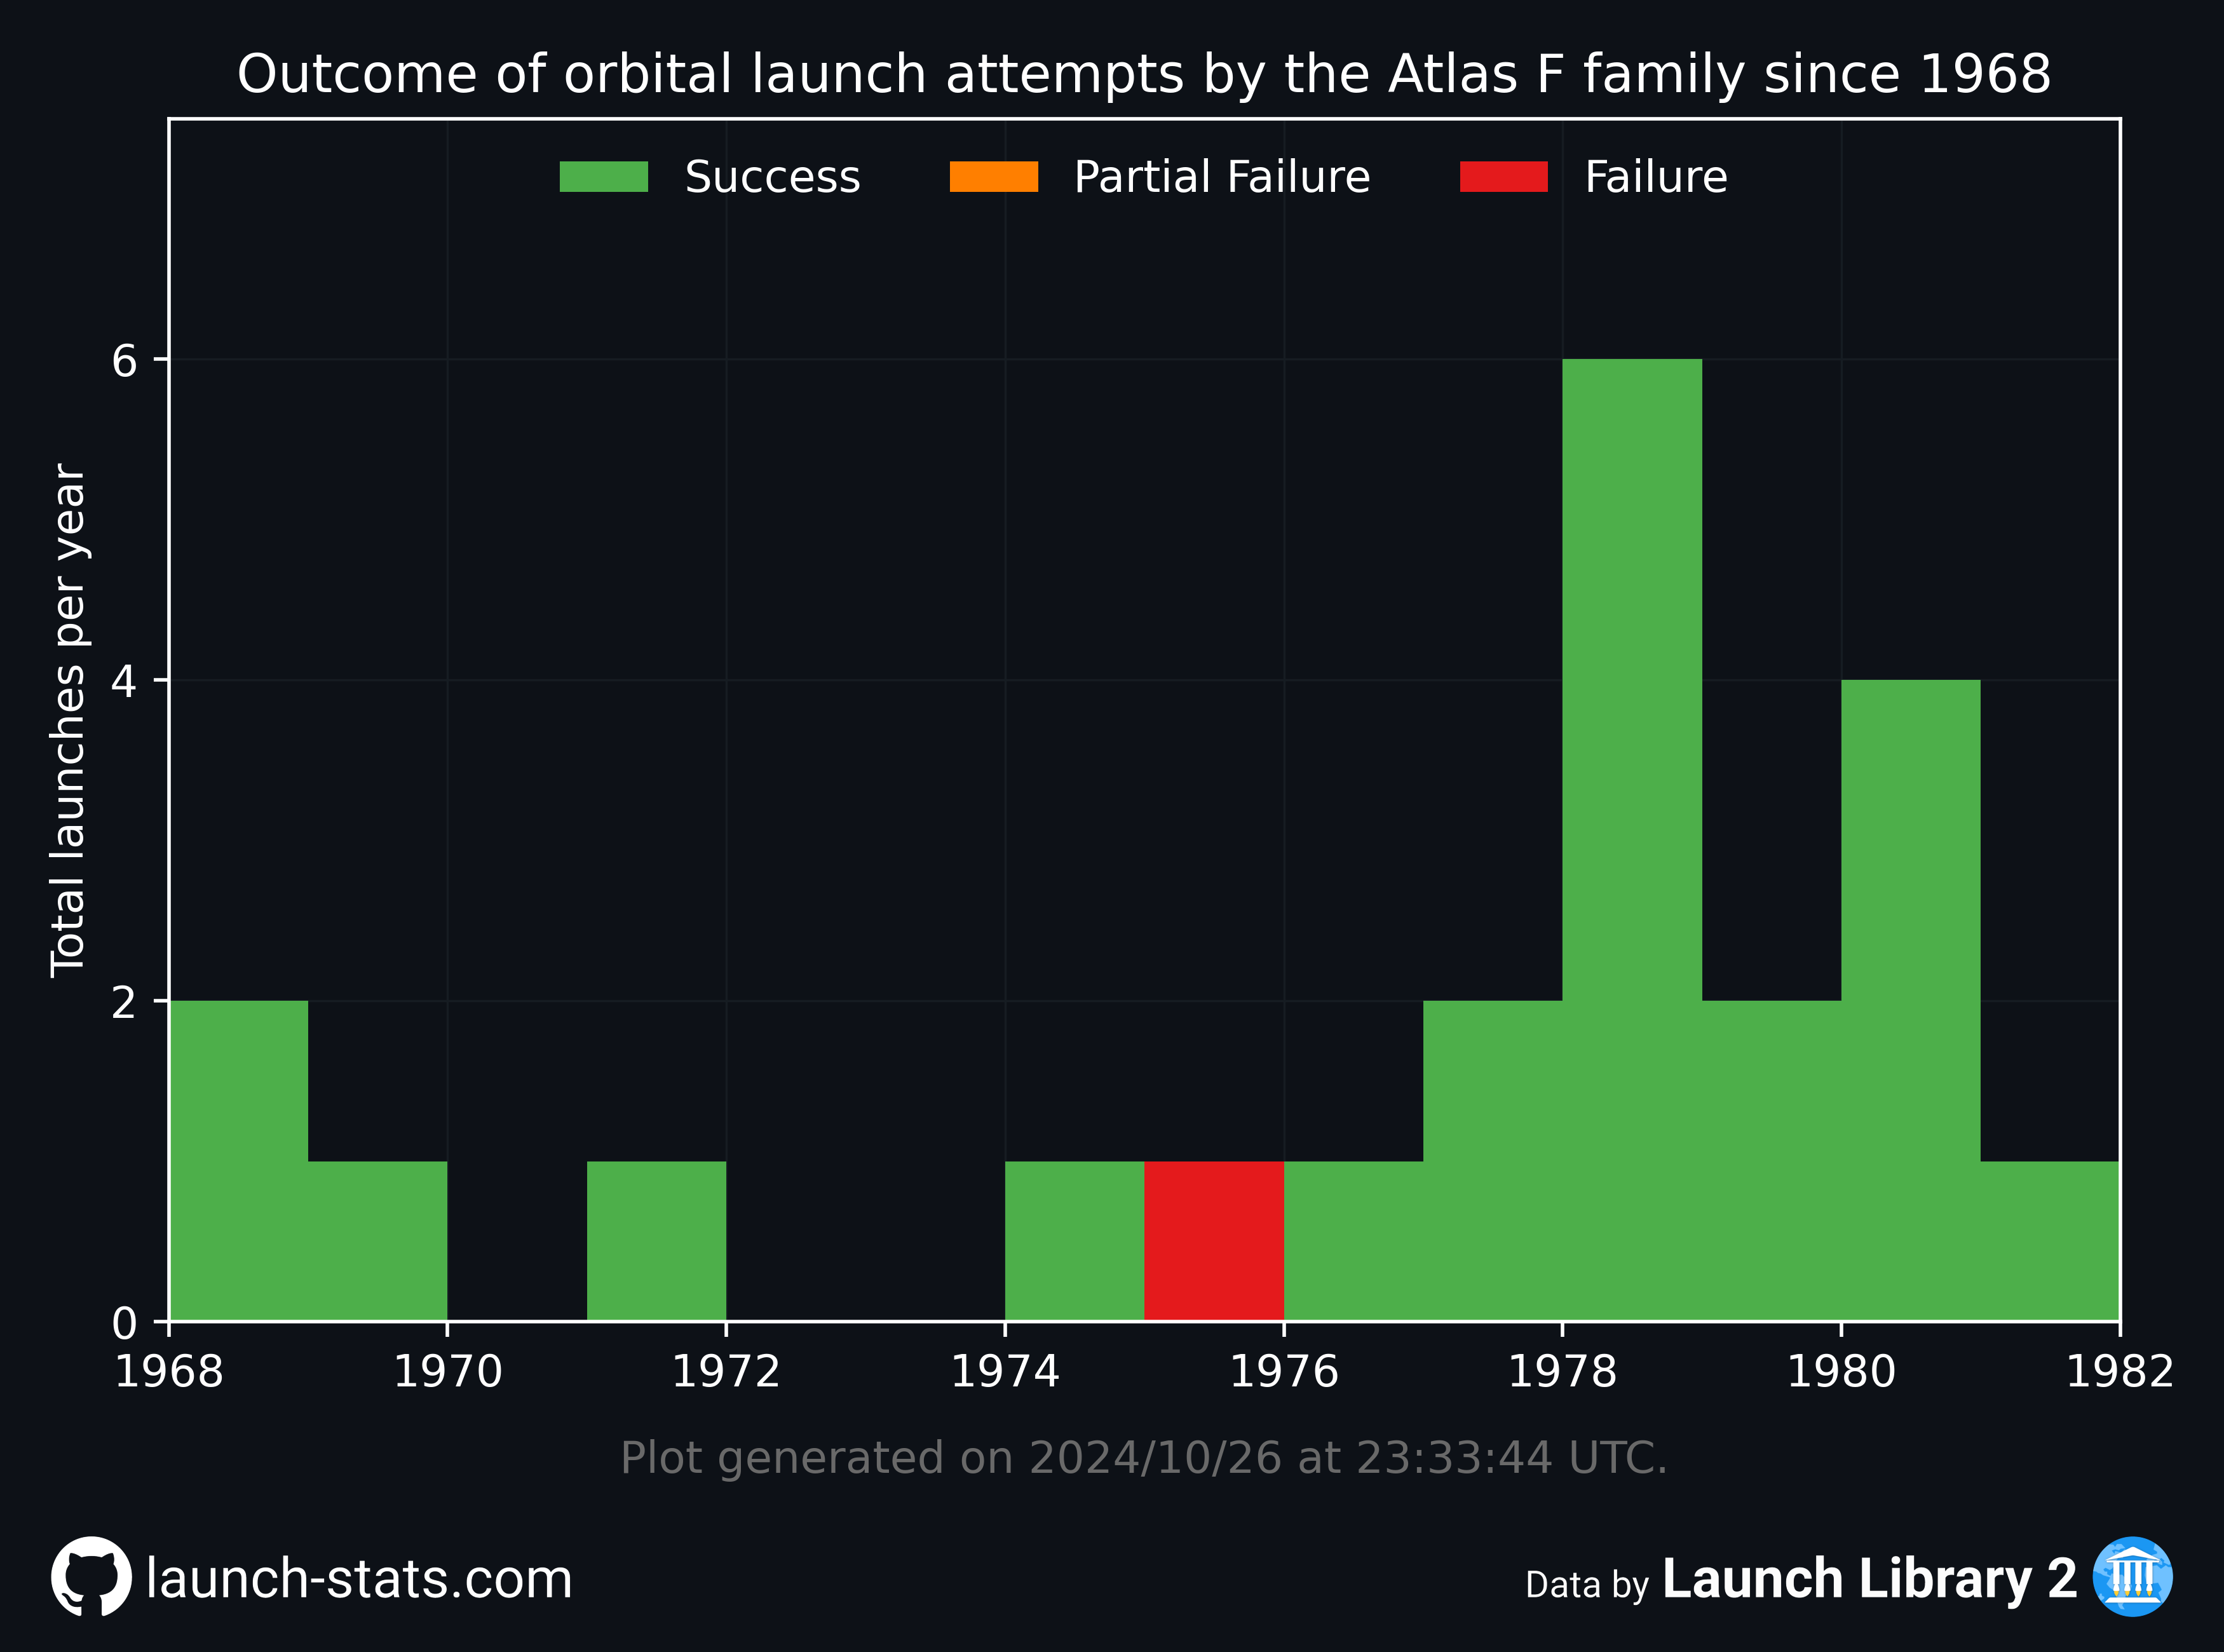 Outcome of orbital launch attempts by the Atlas F family since 1968
Success Partial Failure Failure
Total launches per year
6
4
2
0
1968 1970 1972 1974 1976 1978 1980 1982
Plot generated on 2024/10/26 at 23:33:44 UTC.
launch-stats.com
Data by Launch Library 2